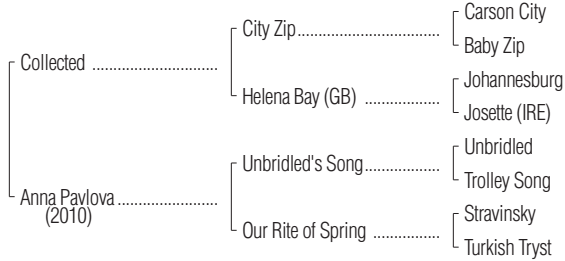 Carson City
City Zip
Baby Zip
Collected
Johannesburg
Helena Bay (GB)
Josette (IRE)
Unbridled
Unbridled's Song
Trolley Song
Anna Pavlova
(2010)
Stravinsky
Our Rite of Spring
Turkish Tryst